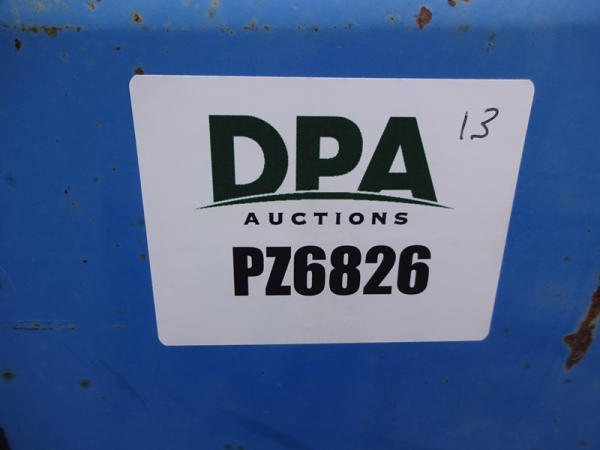 13
DPA
AUCTIONS
PZ6826